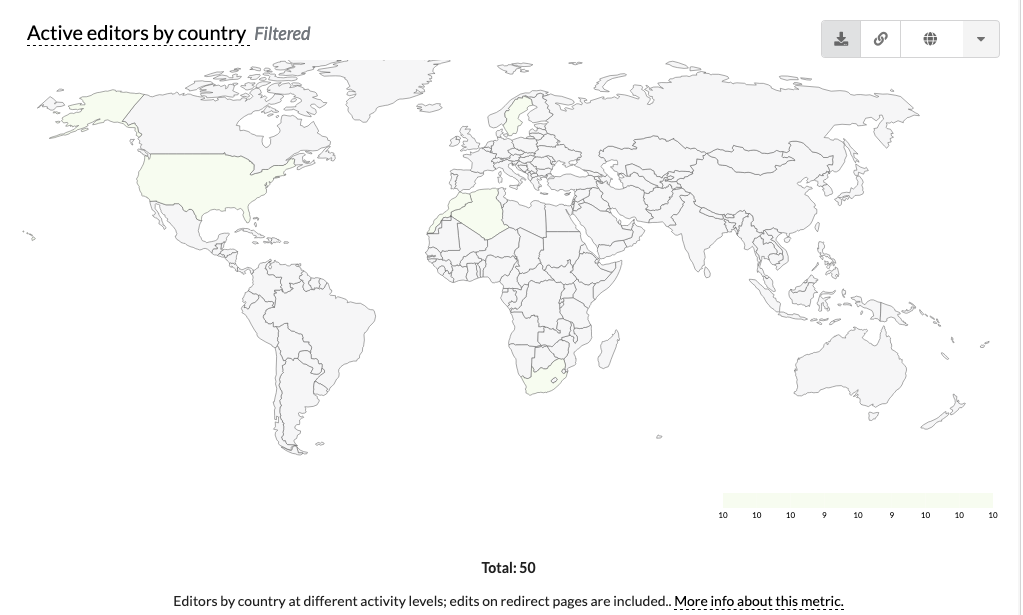 Active editors by country Filtered
10 10 10 9 10 9 10 10 10
Total: 50
Editors by country at different activity levels; edits on redirect pages are included.. More info about this metric.